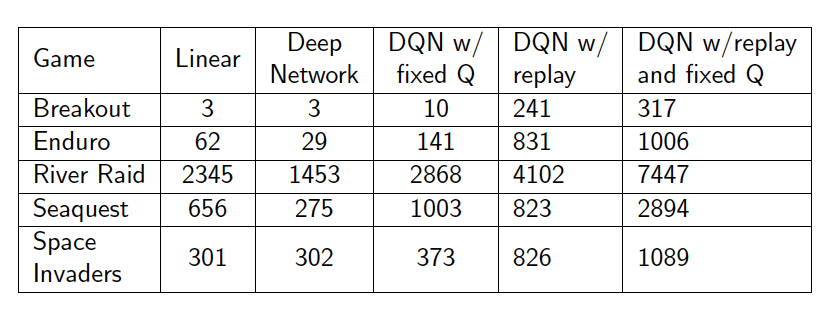 Game Linear Deep Network DQN w/ fixed Q DQN w/ replay DQN w/replay and fixed Q
Breakout 3 3 10 241 317
Enduro 62 29 141 831 1006
River Raid 2345 1453 2868 4102 7447
Seaquest 656 275 1003 823 2894
Space Invaders 301 302 373 826 1089